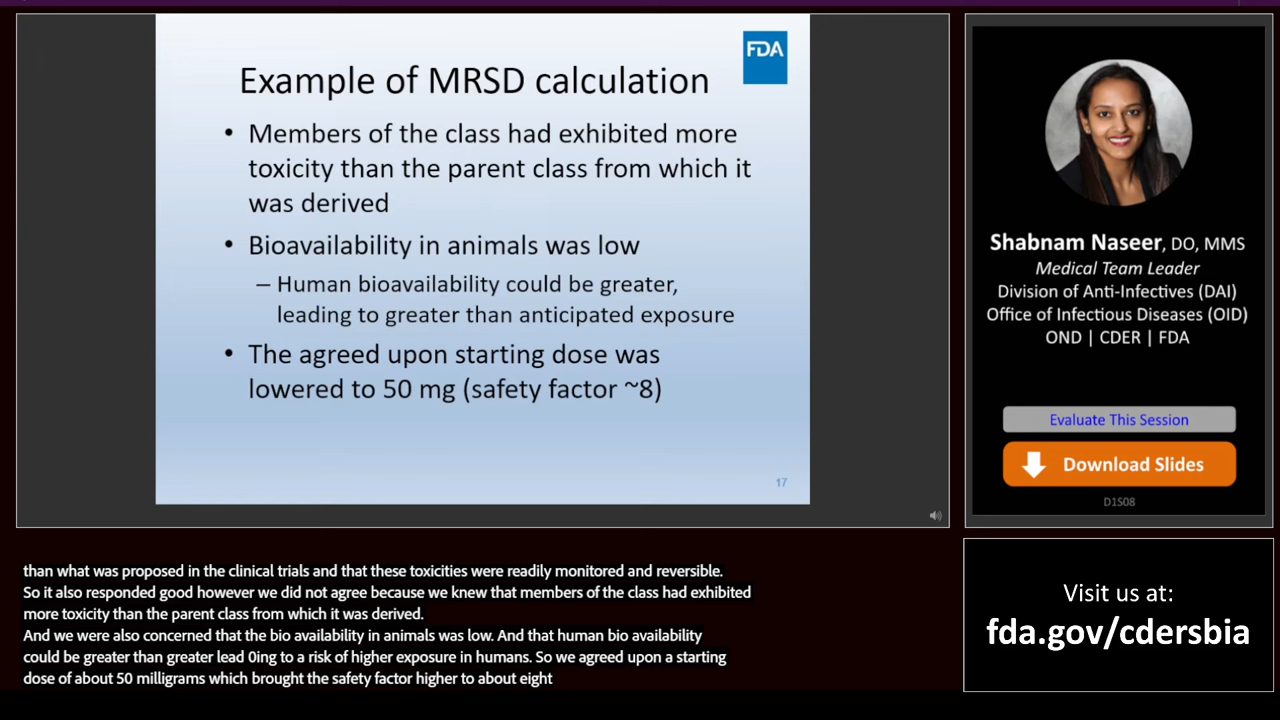 FDA
Example of MRSD calculation
• Members of the class had exhibited more
toxicity than the parent class from which it
was derived
• Bioavailability in animals was low
– Human bioavailability could be greater,
leading to greater than anticipated exposure
• The agreed upon starting dose was
lowered to 50 mg (safety factor ~8)
17
Shabnam Naseer, DO, MMS
Medical Team Leader
Division of Anti-Infectives (DAI)
Office of Infectious Diseases (OID)
OND | CDER | FDA
Evaluate This Session
Download Slides
D1S08
than what was proposed in the clinical trials and that these toxicities were readily monitored and reversible.
So it also responded good however we did not agree because we knew that members of the class had exhibited
more toxicity than the parent class from which it was derived.
And we were also concerned that the bio availability in animals was low. And that human bio availability
could be greater than greater lead 0ing to a risk of higher exposure in humans. So we agreed upon a starting
dose of about 50 milligrams which brought the safety factor higher to about eight
Visit us at:
fda.gov/cdersbia